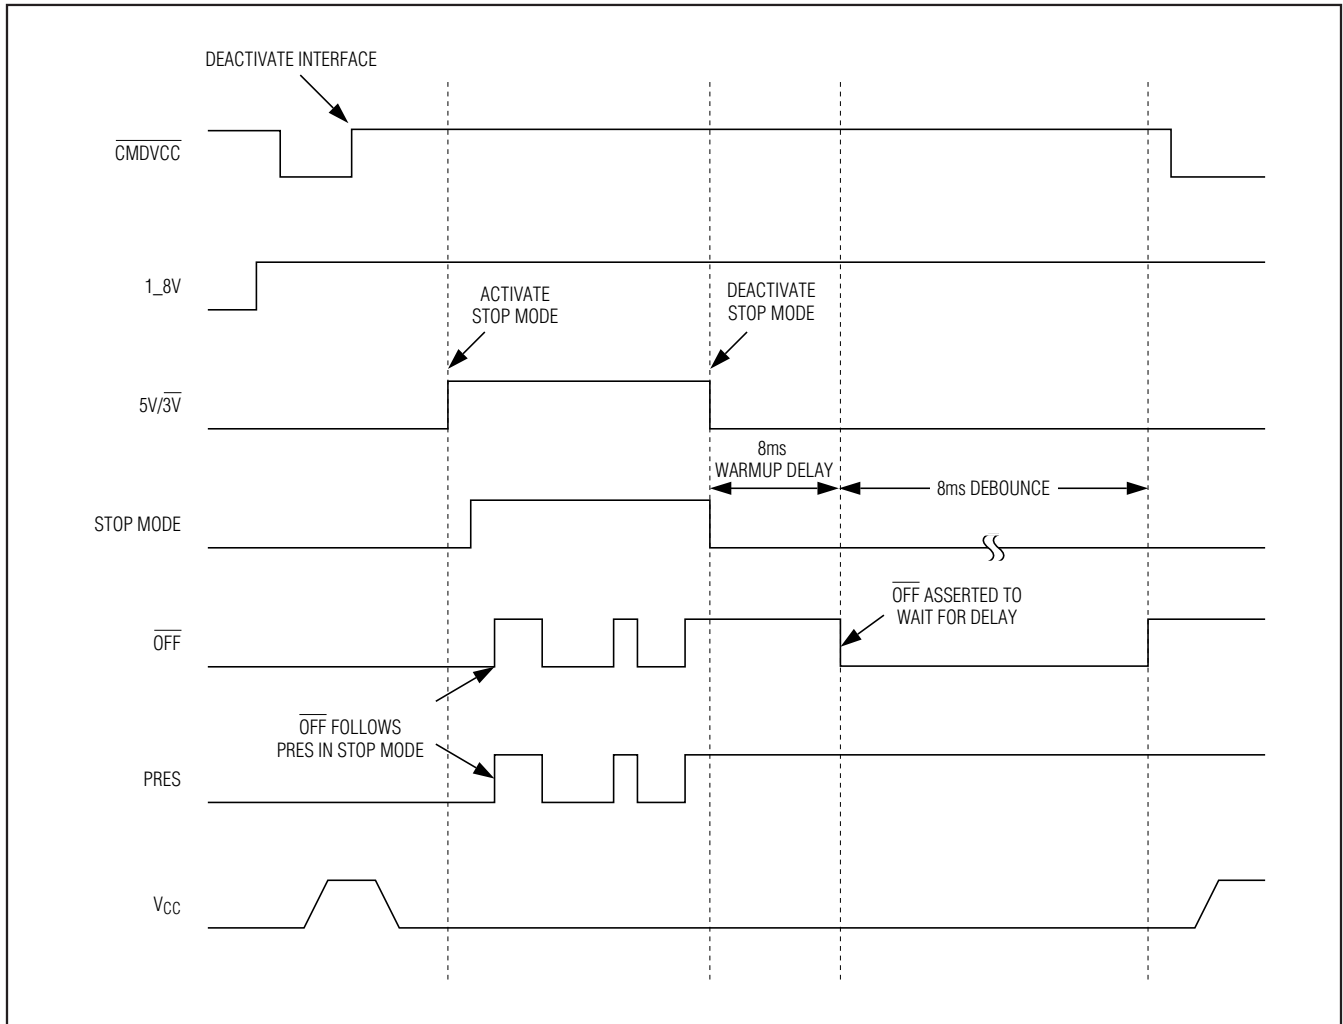 DEACTIVATE INTERFACE
CMDVCC
1_8V
ACTIVATE
STOP MODE
DEACTIVATE
STOP MODE
5V/3V
8ms
WARMUP DELAY
8ms DEBOUNCE
STOP MODE
OFF ASSERTED TO
WAIT FOR DELAY
OFF
OFF FOLLOWS
PRES IN STOP MODE
PRES
VCC